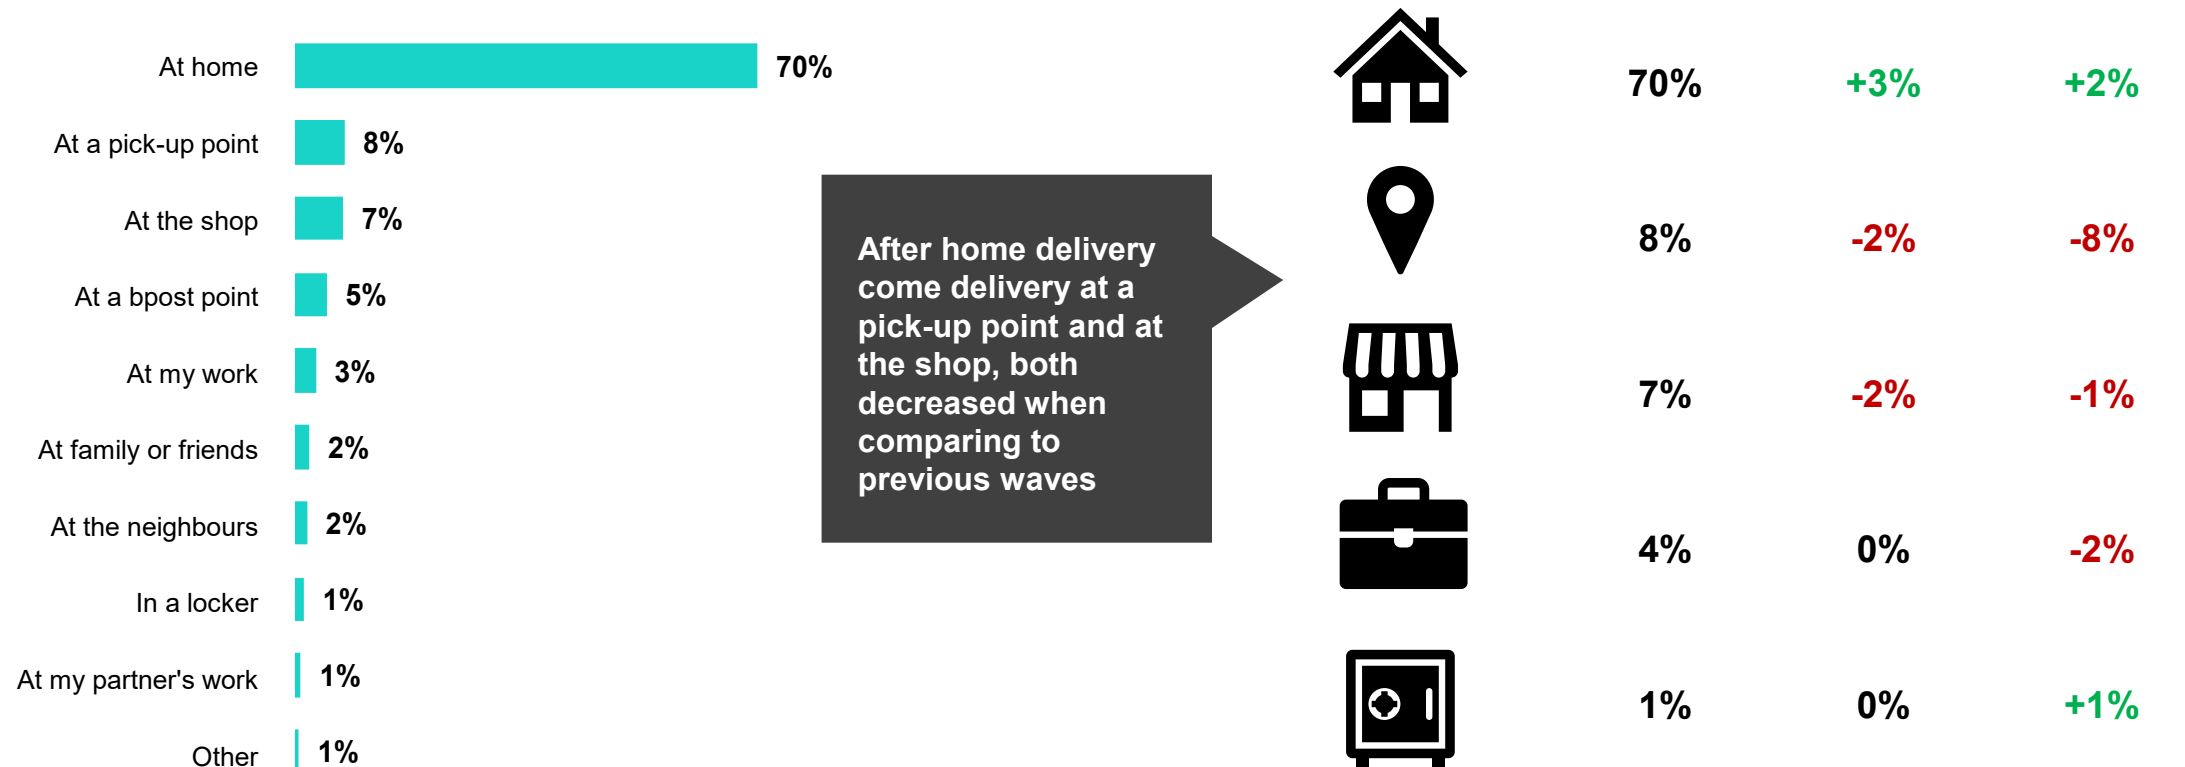 At home 70%
At a pick-up point 8%
At the shop 7%
At a bpost point 5%
At my work 3%
At family or friends 2%
At the neighbours 2%
In a locker 1%
At my partner's work 1%
Other 1%
After home delivery
come delivery at a
pick-up point and at
the shop, both
decreased when
comparing to
previous waves
70% +3% +2%
8% -2% -8%
7% -2% -1%
4% 0% -2%
1% 0% +1%